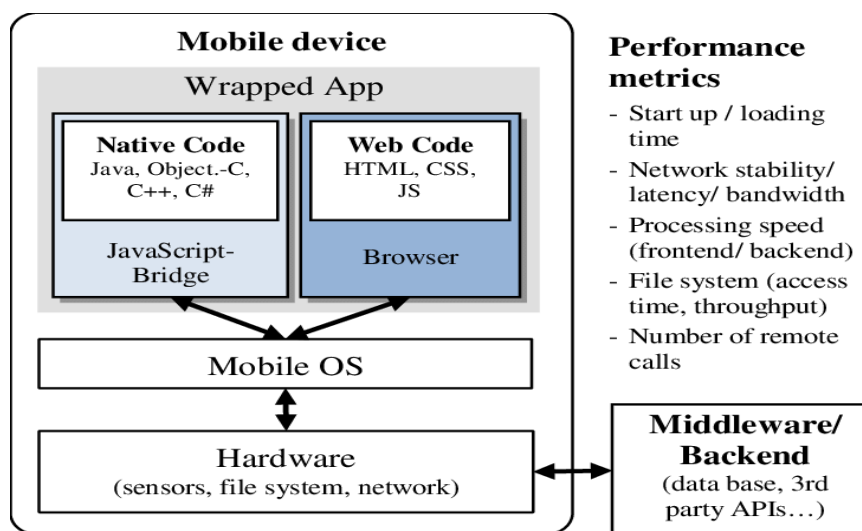 Mobile device
Wrapped App
Native Code
Java, Object.-C,
C++, C#
JavaScript-
Bridge
Web Code
HTML, CSS,
JS
Browser
Mobile OS
Hardware
(sensors, file system, network)
Performance
metrics
- Start up / loading
time
- Network stability/
latency/ bandwidth
- Processing speed
(frontend/ backend)
- File system (access
time, throughput)
- Number of remote
calls
Middleware/
Backend
(data base, 3rd
party APIs…)